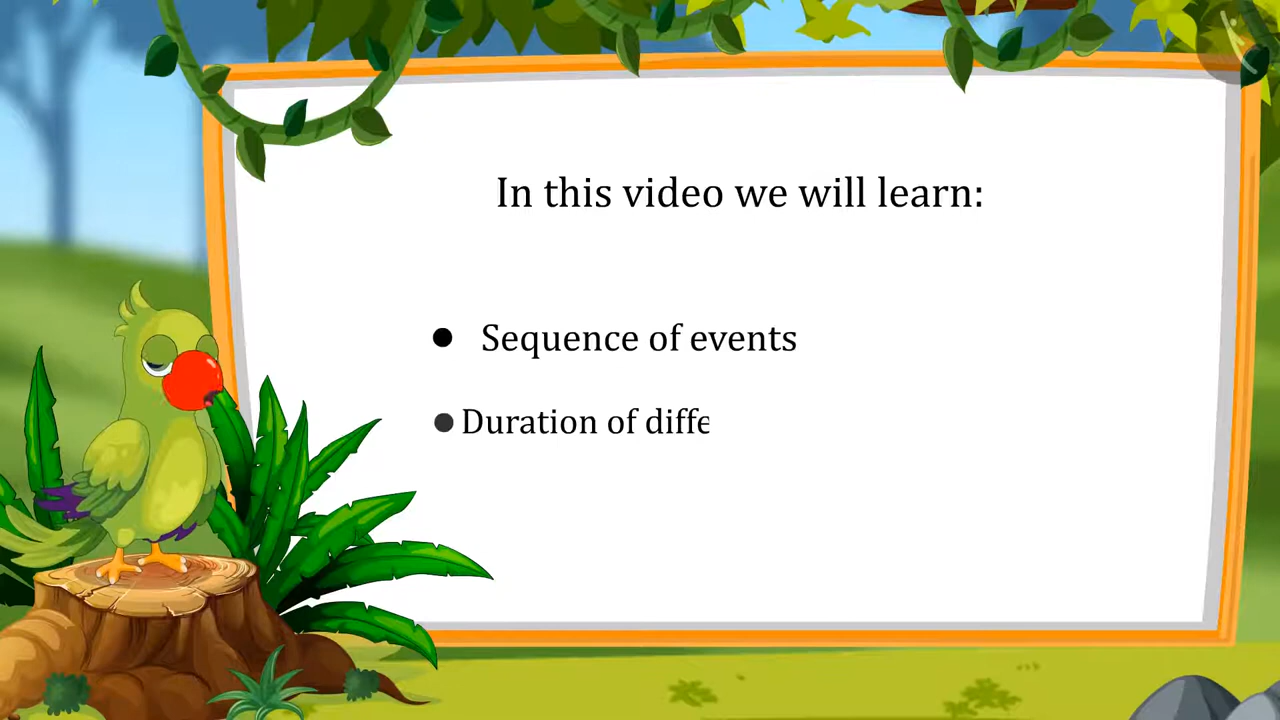 In this video we will learn:
● Sequence of events
● Duration of diffe